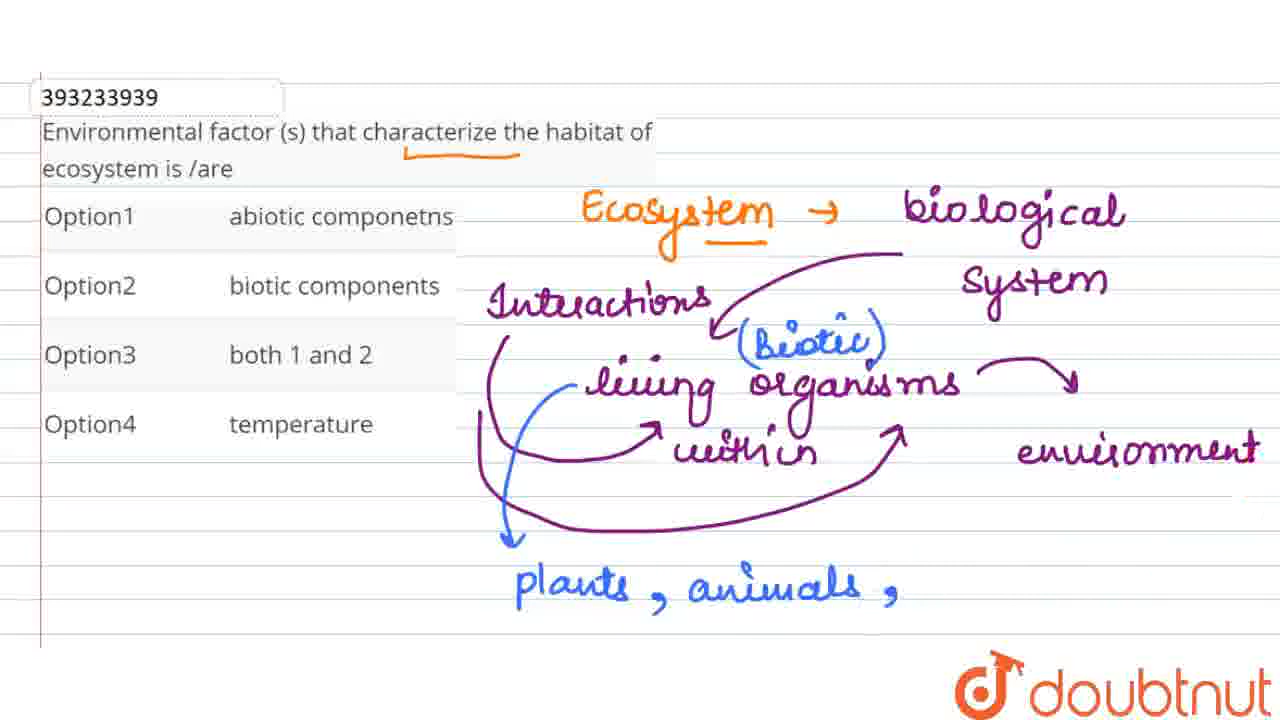 393233939
Environmental factor (s) that characterize the habitat of
ecosystem is /are
Option1 abiotic componetns
Option2 biotic components
Option3 both 1 and 2
Option4 temperature
Ecosystem → biological
system
Interactions
(Biotic)
living organisms
within environment
plants, animals,
doubtnut